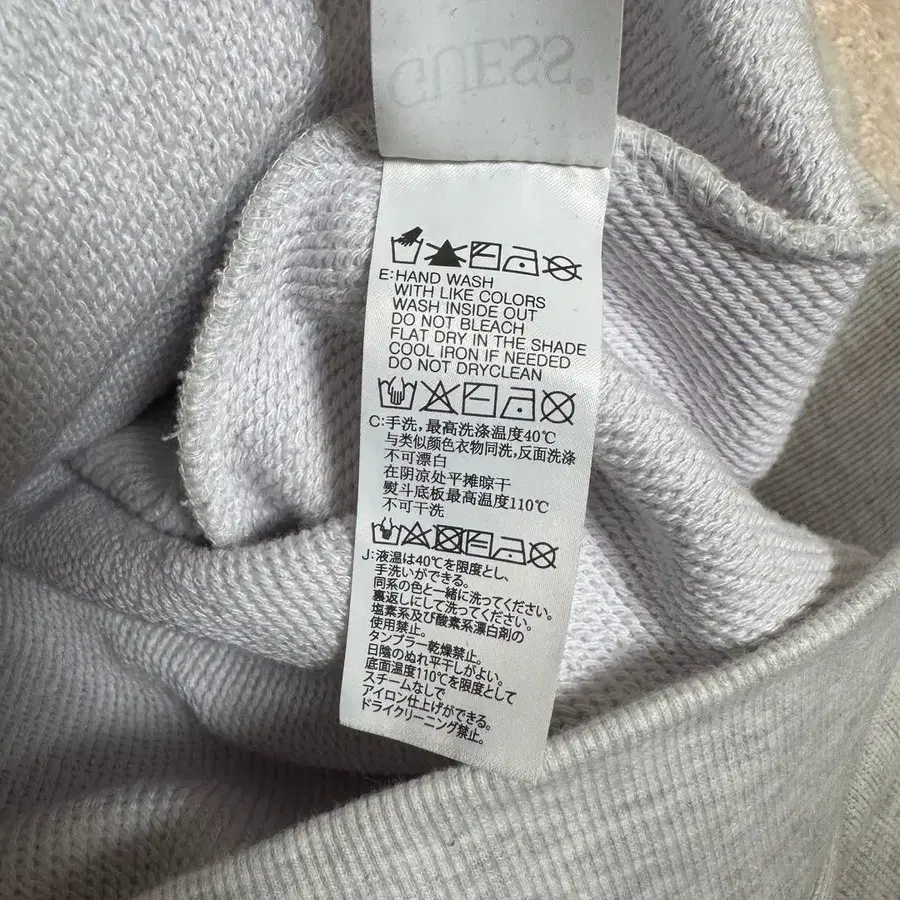 GUESS®
E: HAND WASH
WITH LIKE COLORS
WASH INSIDE OUT
DO NOT BLEACH
FLAT DRY IN THE SHADE
COOL IRON IF NEEDED
DO NOT DRYCLEAN
C: 手洗,最高洗涤温度40℃
与类似颜色衣物同洗,反面洗涤
不可漂白
在阴凉处平摊晾干
熨斗底板最高温度110℃
不可干洗
J: 液温は40℃を限度とし、
手洗いができる。
同系の色と一緒に洗ってください。
裏返しにして洗ってください。
塩素系及び酸素系漂白剤の
使用禁止。
タンブラー乾燥禁止。
日陰のぬれ平干しがよい。
底面温度110℃を限度として
スチームなしで
アイロン仕上げができる。
ドライクリーニング禁止。